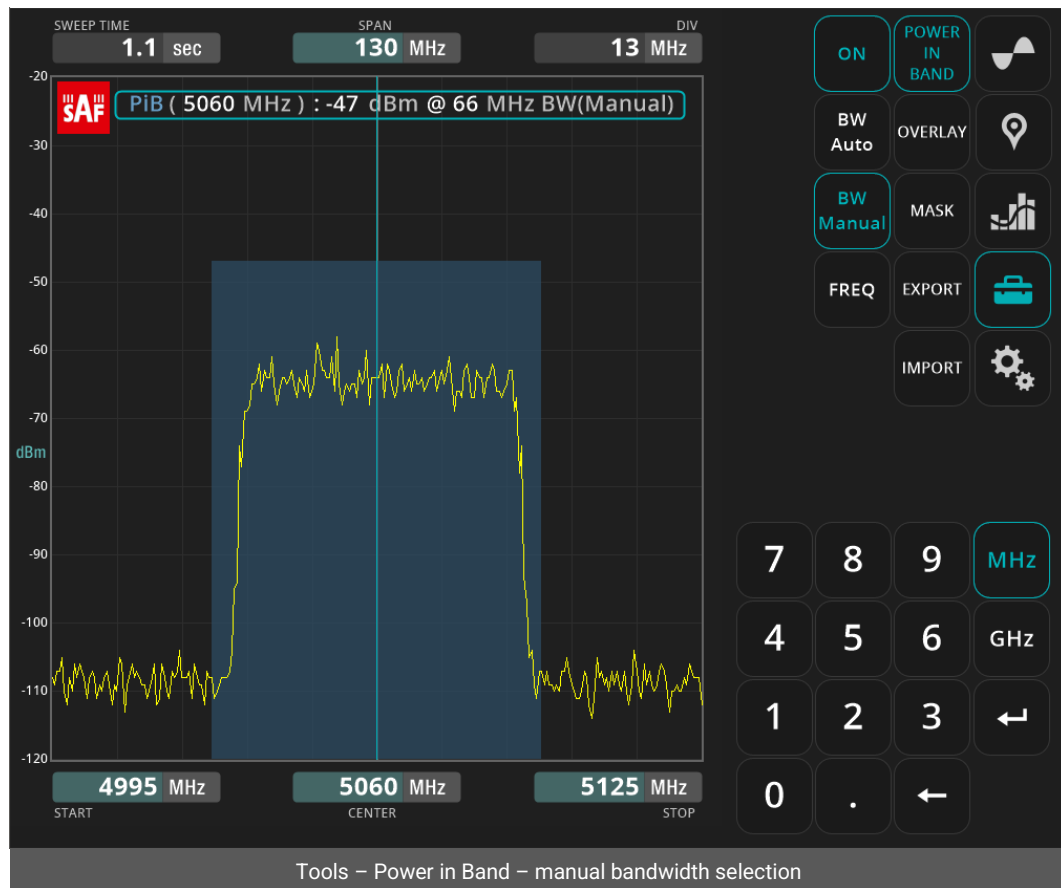 SWEEP TIME
1.1 sec
SPAN
130 MHz
DIV
13 MHz
SAF
PiB ( 5060 MHz ) : -47 dBm @ 66 MHz BW(Manual)
-20
-30
-40
-50
-60
-70
dBm
-80
-90
-100
-110
-120
4995 MHz
START
5060 MHz
CENTER
5125 MHz
STOP
ON
POWER
IN
BAND
BW
Auto
OVERLAY
BW
Manual
MASK
FREQ
EXPORT
IMPORT
7 8 9 MHz
4 5 6 GHz
1 2 3
0 .
Tools – Power in Band – manual bandwidth selection